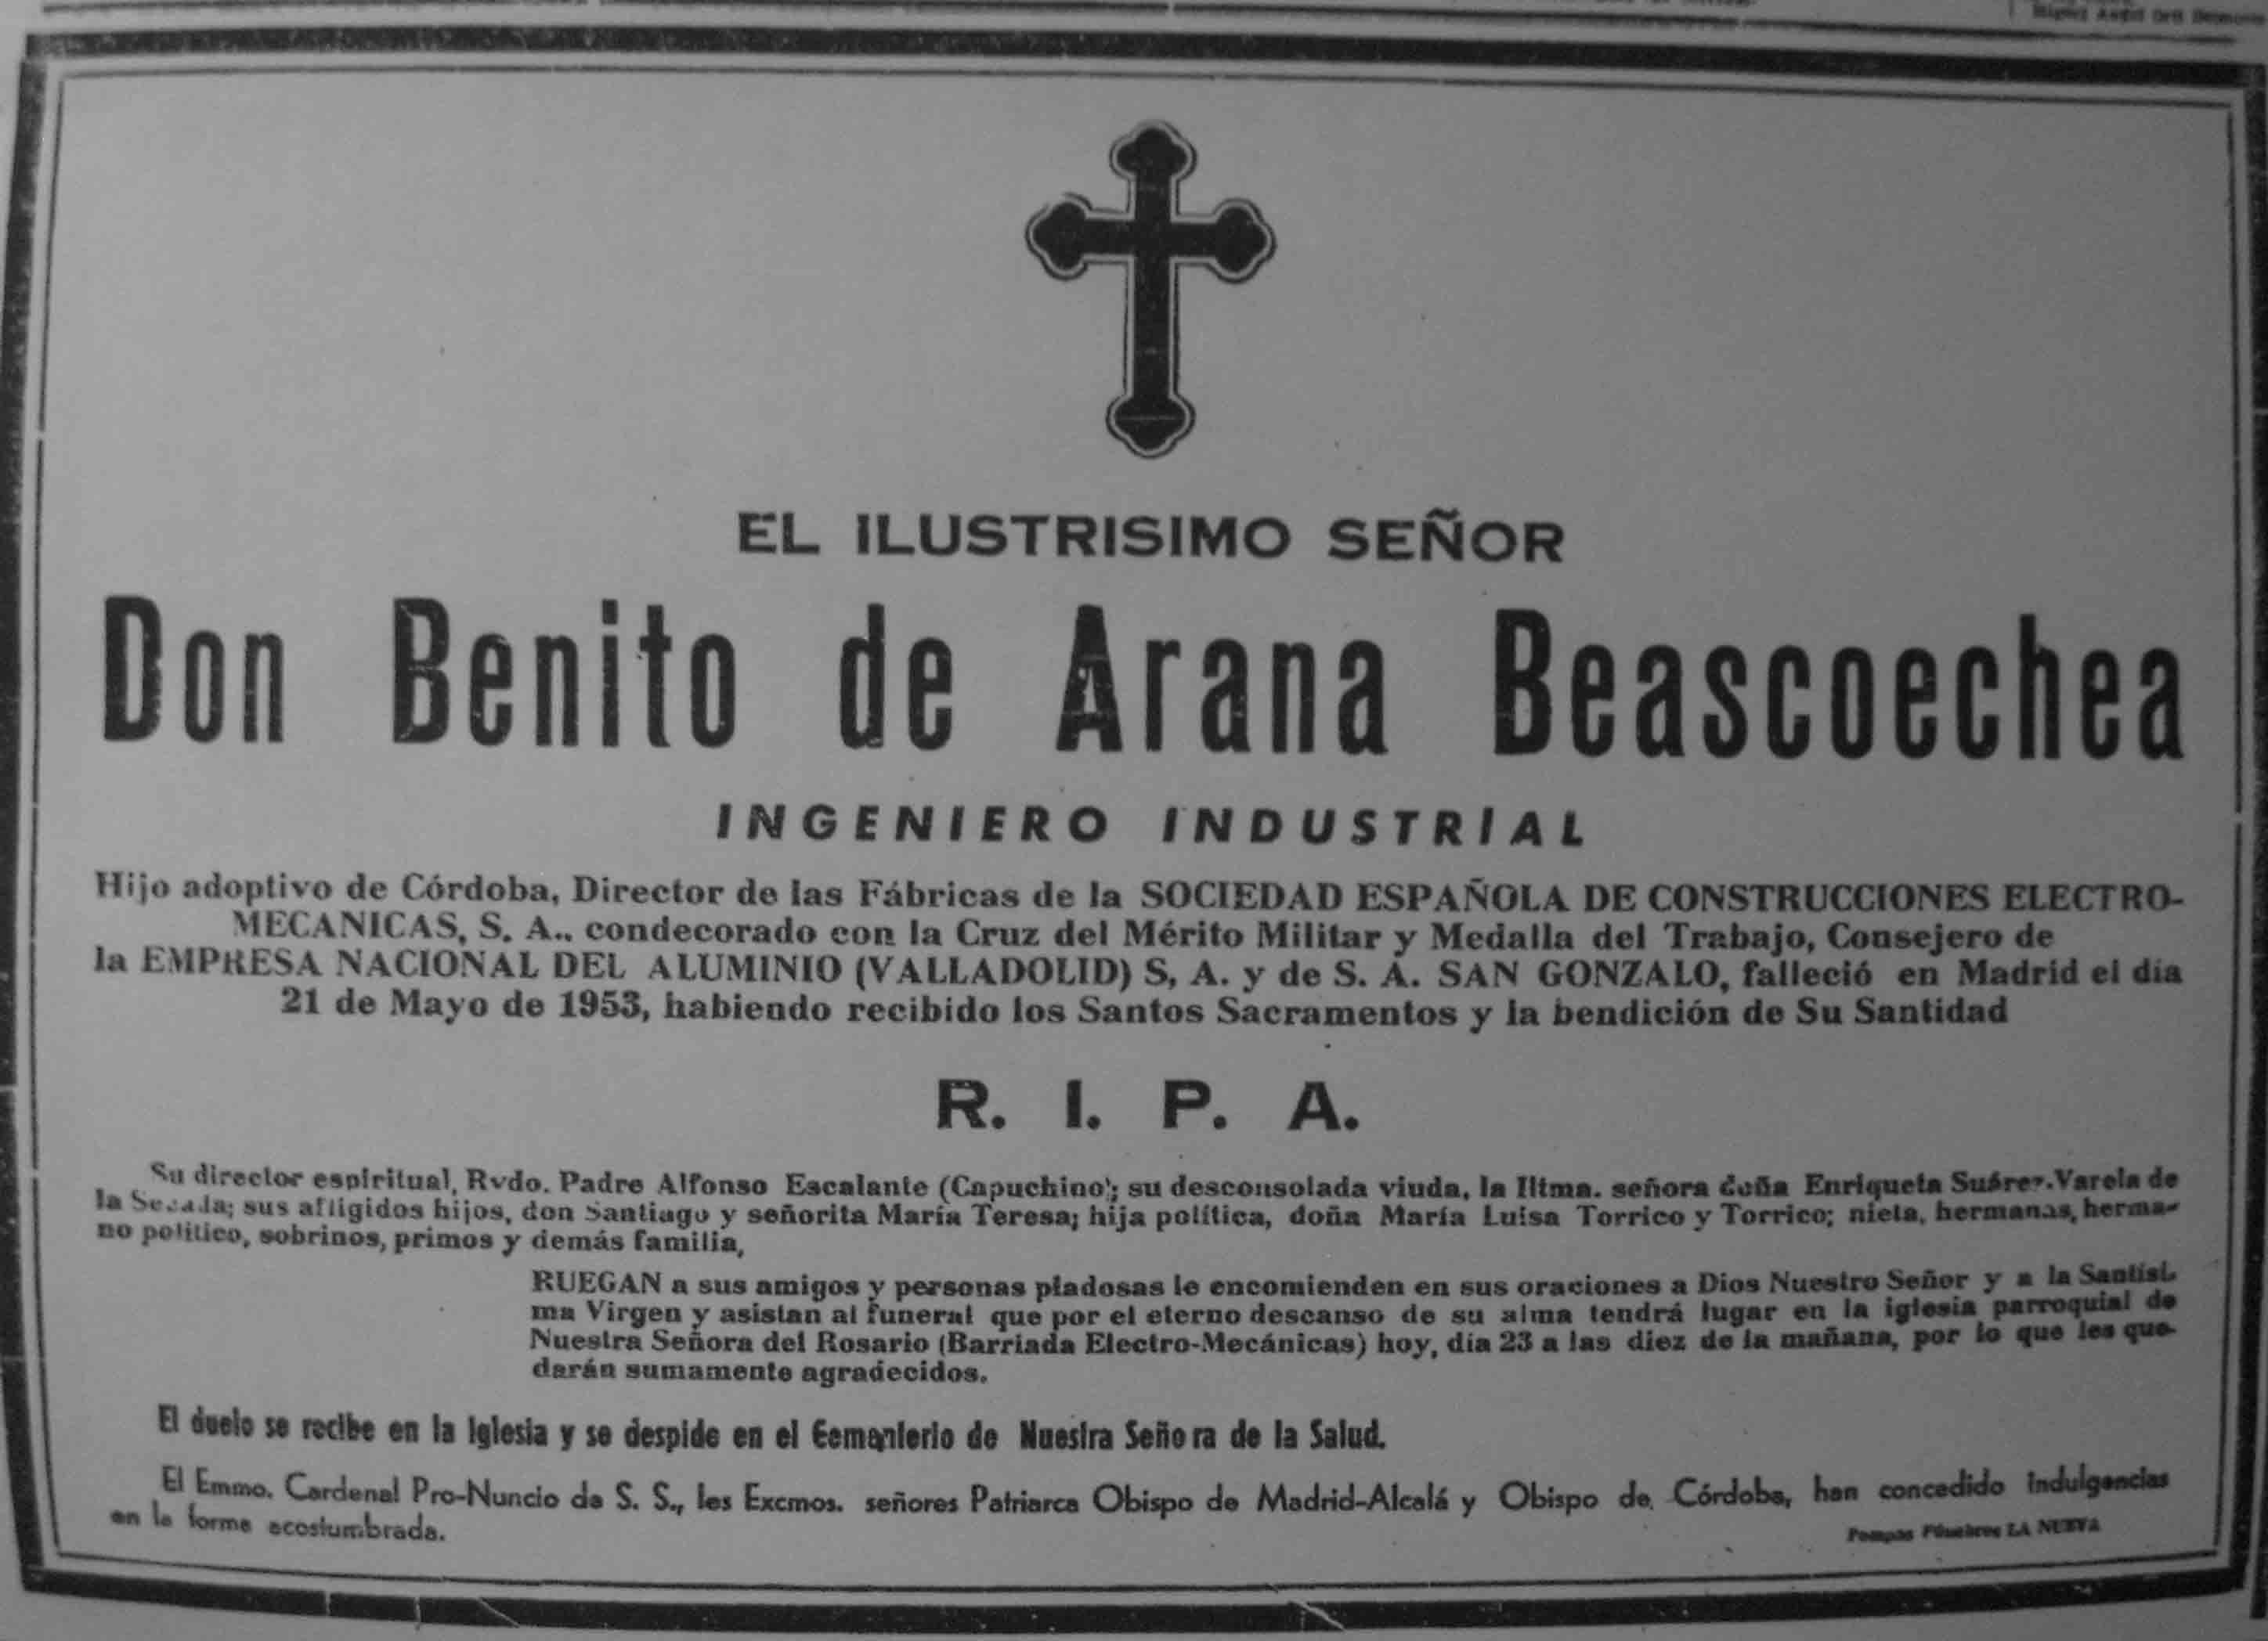 EL ILUSTRISIMO SEÑOR
Don Benito de Arana Beascoechea
INGENIERO INDUSTRIAL
Hijo adoptivo de Córdoba, Director de las Fábricas de la SOCIEDAD ESPAÑOLA DE CONSTRUCCIONES ELECTRO-
MECANICAS, S. A., condecorado con la Cruz del Mérito Militar y Medalla del Trabajo, Consejero de
la EMPRESA NACIONAL DEL ALUMINIO (VALLADOLID) S, A. y de S. A. SAN GONZALO, falleció en Madrid el día
21 de Mayo de 1953, habiendo recibido los Santos Sacramentos y la bendición de Su Santidad
R. I. P. A.
Su director espiritual, Rvdo. Padre Alfonso Escalante (Capuchino); su desconsolada viuda, la Iltma. señora doña Enriqueta Suárez-Varela de
la sus afligidos hijos, don Santiago y señorita María Teresa; hija política, doña María Luisa Torrico y Torrico; nieta, hermanas, herma-
no político, sobrinos, primos y demás familia,
RUEGAN a sus amigos y personas piadosas le encomienden en sus oraciones a Dios Nuestro Señor y a la Santísi-
ma Virgen y asistan al funeral que por el eterno descanso de su alma tendrá lugar en la iglesia parroquial de
Nuestra Señora del Rosario (Barriada Electro-Mecánicas) hoy, día 23 a las diez de la mañana, por lo que les que-
darán sumamente agradecidos.
El duelo se recibe en la Iglesia y se despide en el Cementerio de Nuestra Señora de la Salud.
El Emmo. Cardenal Pro-Nuncio de S. S., los Excmos. señores Patriarca Obispo de Madrid-Alcalá y Obispo de Córdoba, han concedido indulgencias
en la forma acostumbrada.
Pompas Fúnebres LA NUEVA